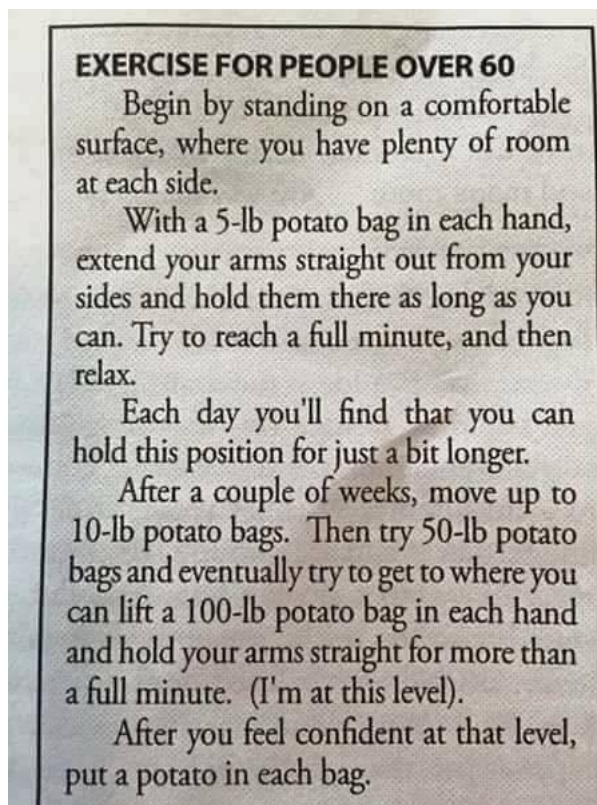 EXERCISE FOR PEOPLE OVER 60
Begin by standing on a comfortable
surface, where you have plenty of room
at each side.
With a 5-lb potato bag in each hand,
extend your arms straight out from your
sides and hold them there as long as you
can. Try to reach a full minute, and then
relax.
Each day you'll find that you can
hold this position for just a bit longer.
After a couple of weeks, move up to
10-lb potato bags. Then try 50-lb potato
bags and eventually try to get to where you
can lift a 100-lb potato bag in each hand
and hold your arms straight for more than
a full minute. (I'm at this level).
After you feel confident at that level,
put a potato in each bag.